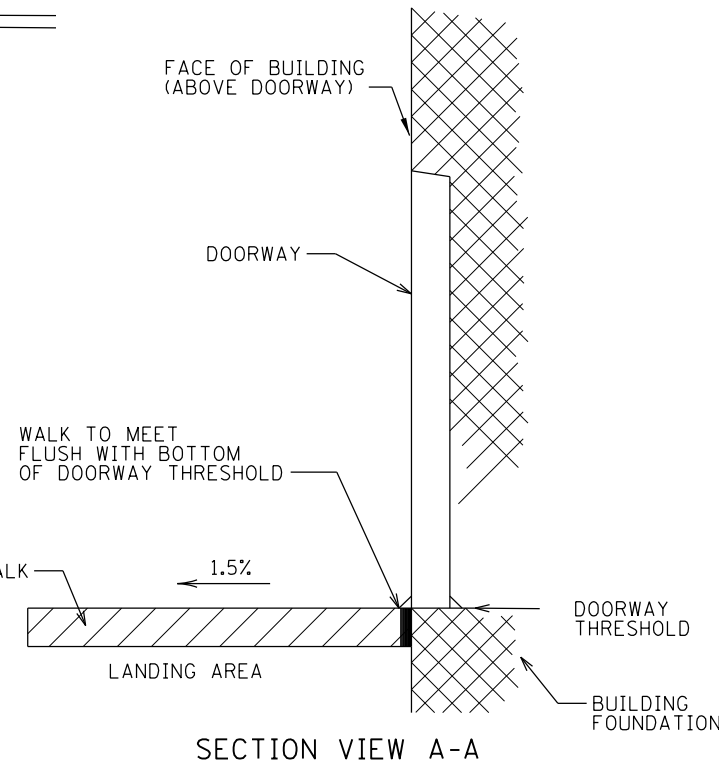 FACE OF BUILDING
(ABOVE DOORWAY)
DOORWAY
WALK TO MEET
FLUSH WITH BOTTOM
OF DOORWAY THRESHOLD
1.5%
DOORWAY
THRESHOLD
LANDING AREA
BUILDING
FOUNDATION
SECTION VIEW A-A